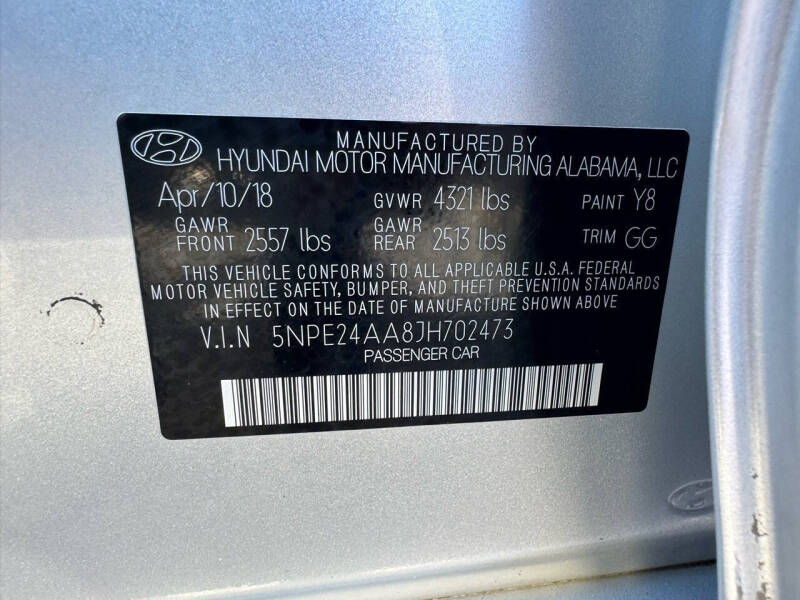 MANUFACTURED BY
HYUNDAI MOTOR MANUFACTURING ALABAMA, LLC
Apr/10/18 GVWR 4321 lbs PAINT Y8
GAWR FRONT 2557 lbs GAWR REAR 2513 lbs TRIM GG
THIS VEHICLE CONFORMS TO ALL APPLICABLE U.S.A. FEDERAL
MOTOR VEHICLE SAFETY, BUMPER, AND THEFT PREVENTION STANDARDS
IN EFFECT ON THE DATE OF MANUFACTURE SHOWN ABOVE
V.I.N 5NPE24AA8JH702473
PASSENGER CAR